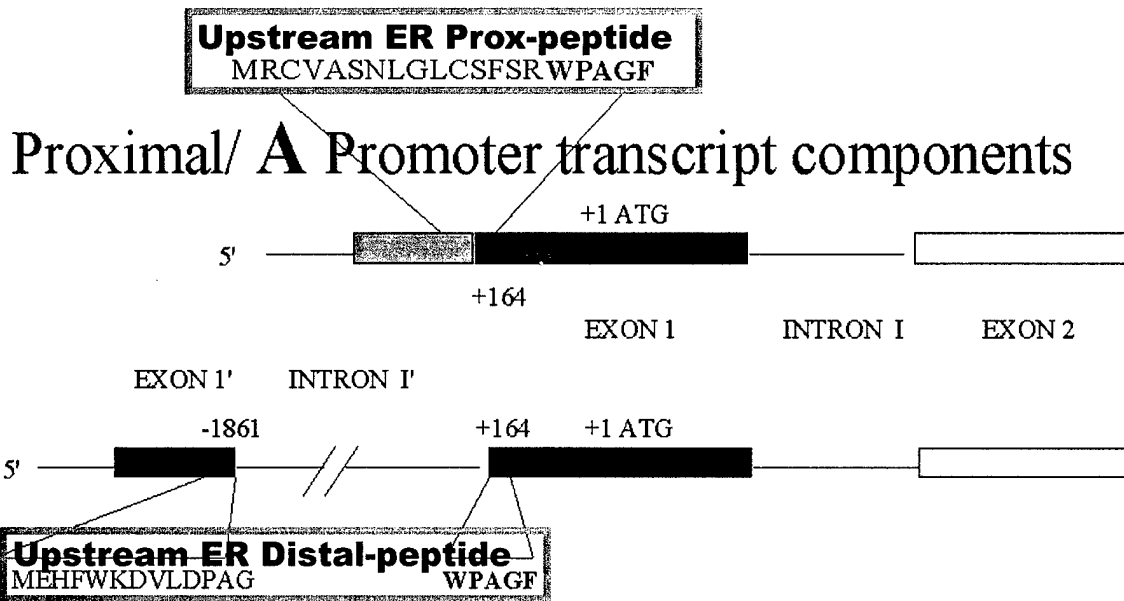 Upstream ER Prox-peptide
MRCVASNLGLCSFSRWPAGF
Proximal/ A Promoter transcript components
+1 ATG
5'
+164
EXON 1 INTRON I EXON 2
EXON 1' INTRON I'
-1861 +164 +1 ATG
5'
Upstream ER Distal-peptide
MEHFWKDVLDPAG WPAGF